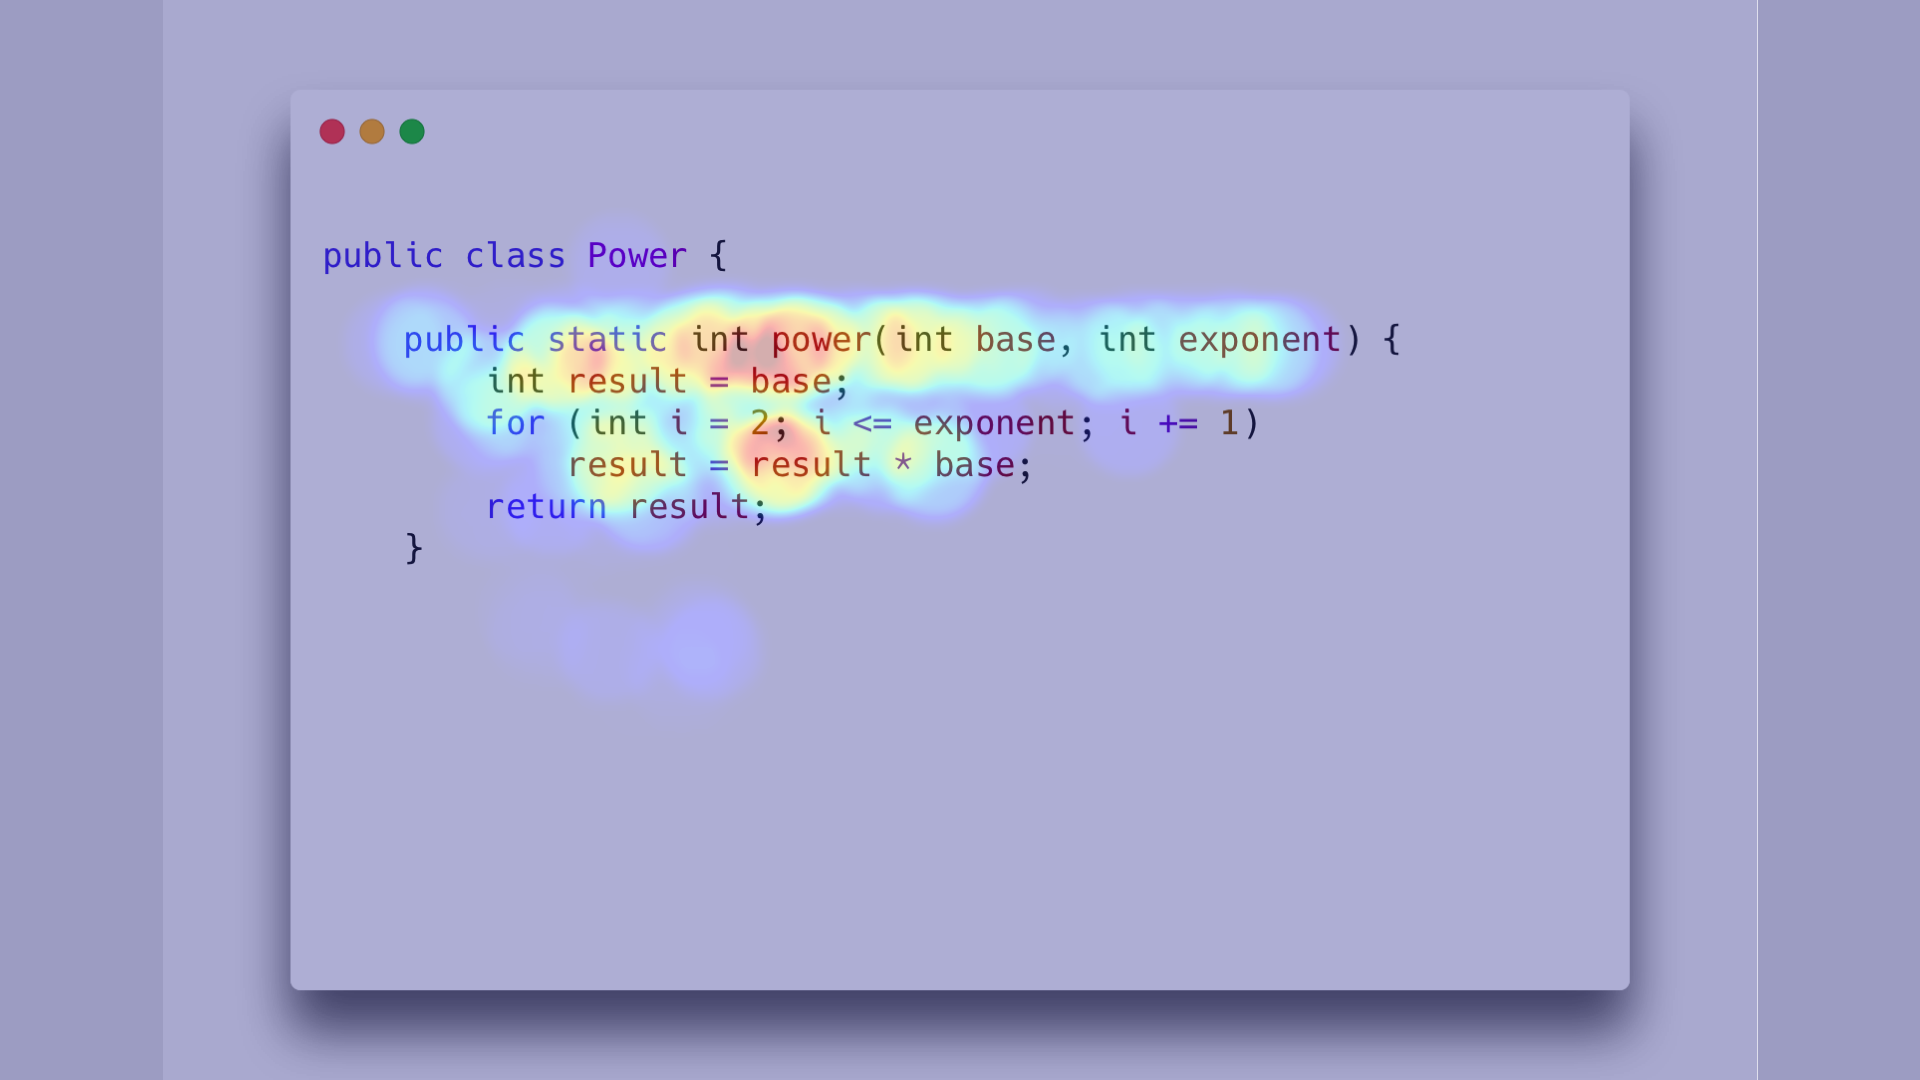 public class Power {
public static int power(int base, int exponent) {
int result = base;
for (int i = 2; i <= exponent; i += 1)
result = result * base;
return result;
}